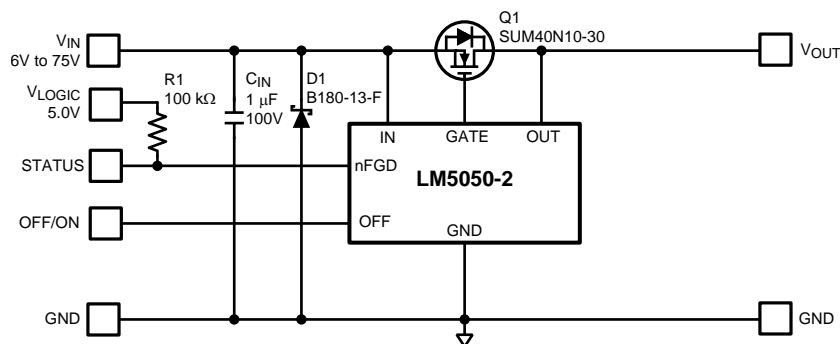 Q1
SUM40N10-30
VIN
6V to 75V
VOUT
R1
100 kΩ
CIN
1 μF
100V
D1
B180-13-F
VLOGIC
5.0V
IN
GATE
OUT
STATUS
nFGD
LM5050-2
OFF/ON
OFF
GND
GND
GND